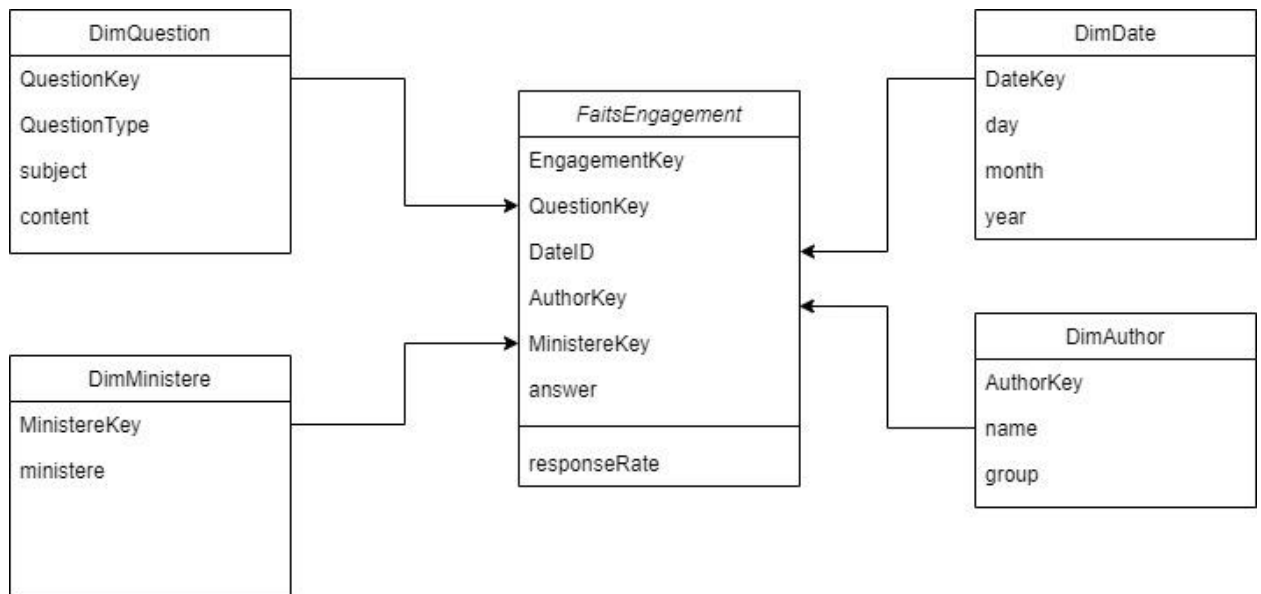 DimQuestion
QuestionKey
QuestionType
subject
content
DimMinistere
MinistereKey
ministere
FaitsEngagement
EngagementKey
QuestionKey
DateID
AuthorKey
MinistereKey
answer
responseRate
DimDate
DateKey
day
month
year
DimAuthor
AuthorKey
name
group